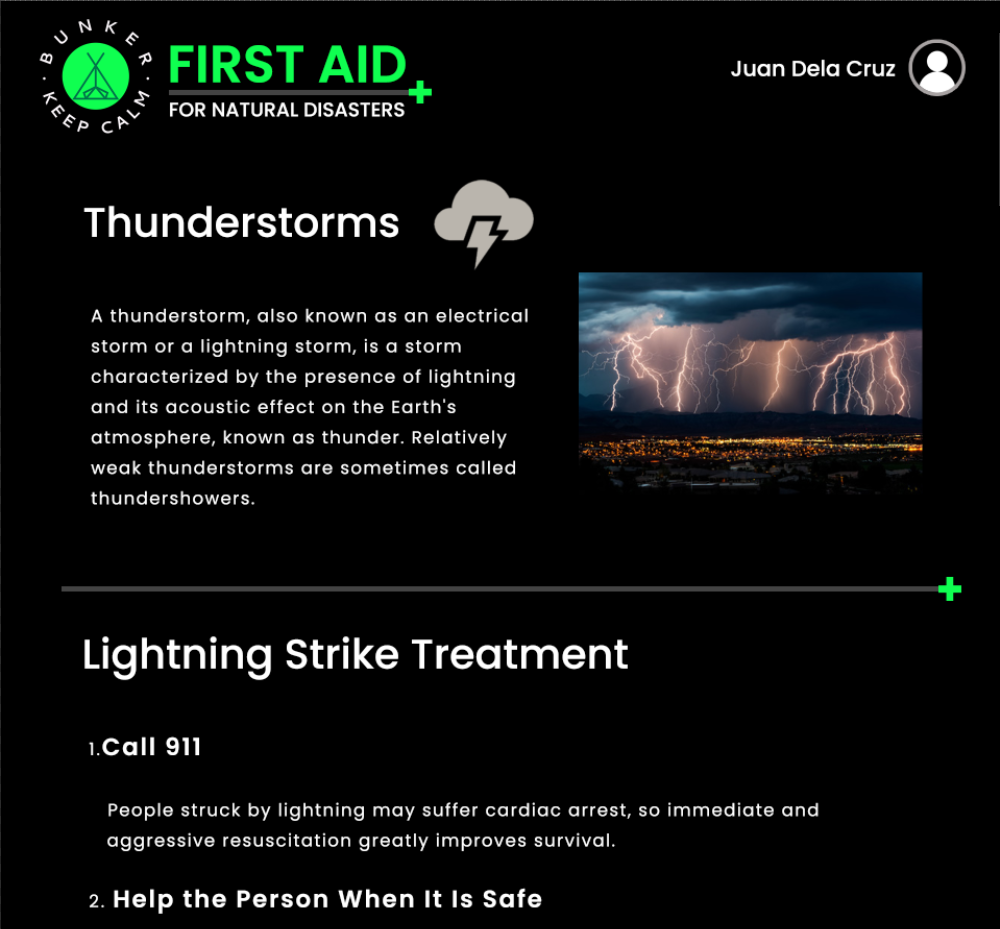 BUNKER
KEEP CALM
FIRST AID
FOR NATURAL DISASTERS
Juan Dela Cruz
Thunderstorms
A thunderstorm, also known as an electrical
storm or a lightning storm, is a storm
characterized by the presence of lightning
and its acoustic effect on the Earth's
atmosphere, known as thunder. Relatively
weak thunderstorms are sometimes called
thundershowers.
Lightning Strike Treatment
1.Call 911
People struck by lightning may suffer cardiac arrest, so immediate and
aggressive resuscitation greatly improves survival.
2. Help the Person When It Is Safe